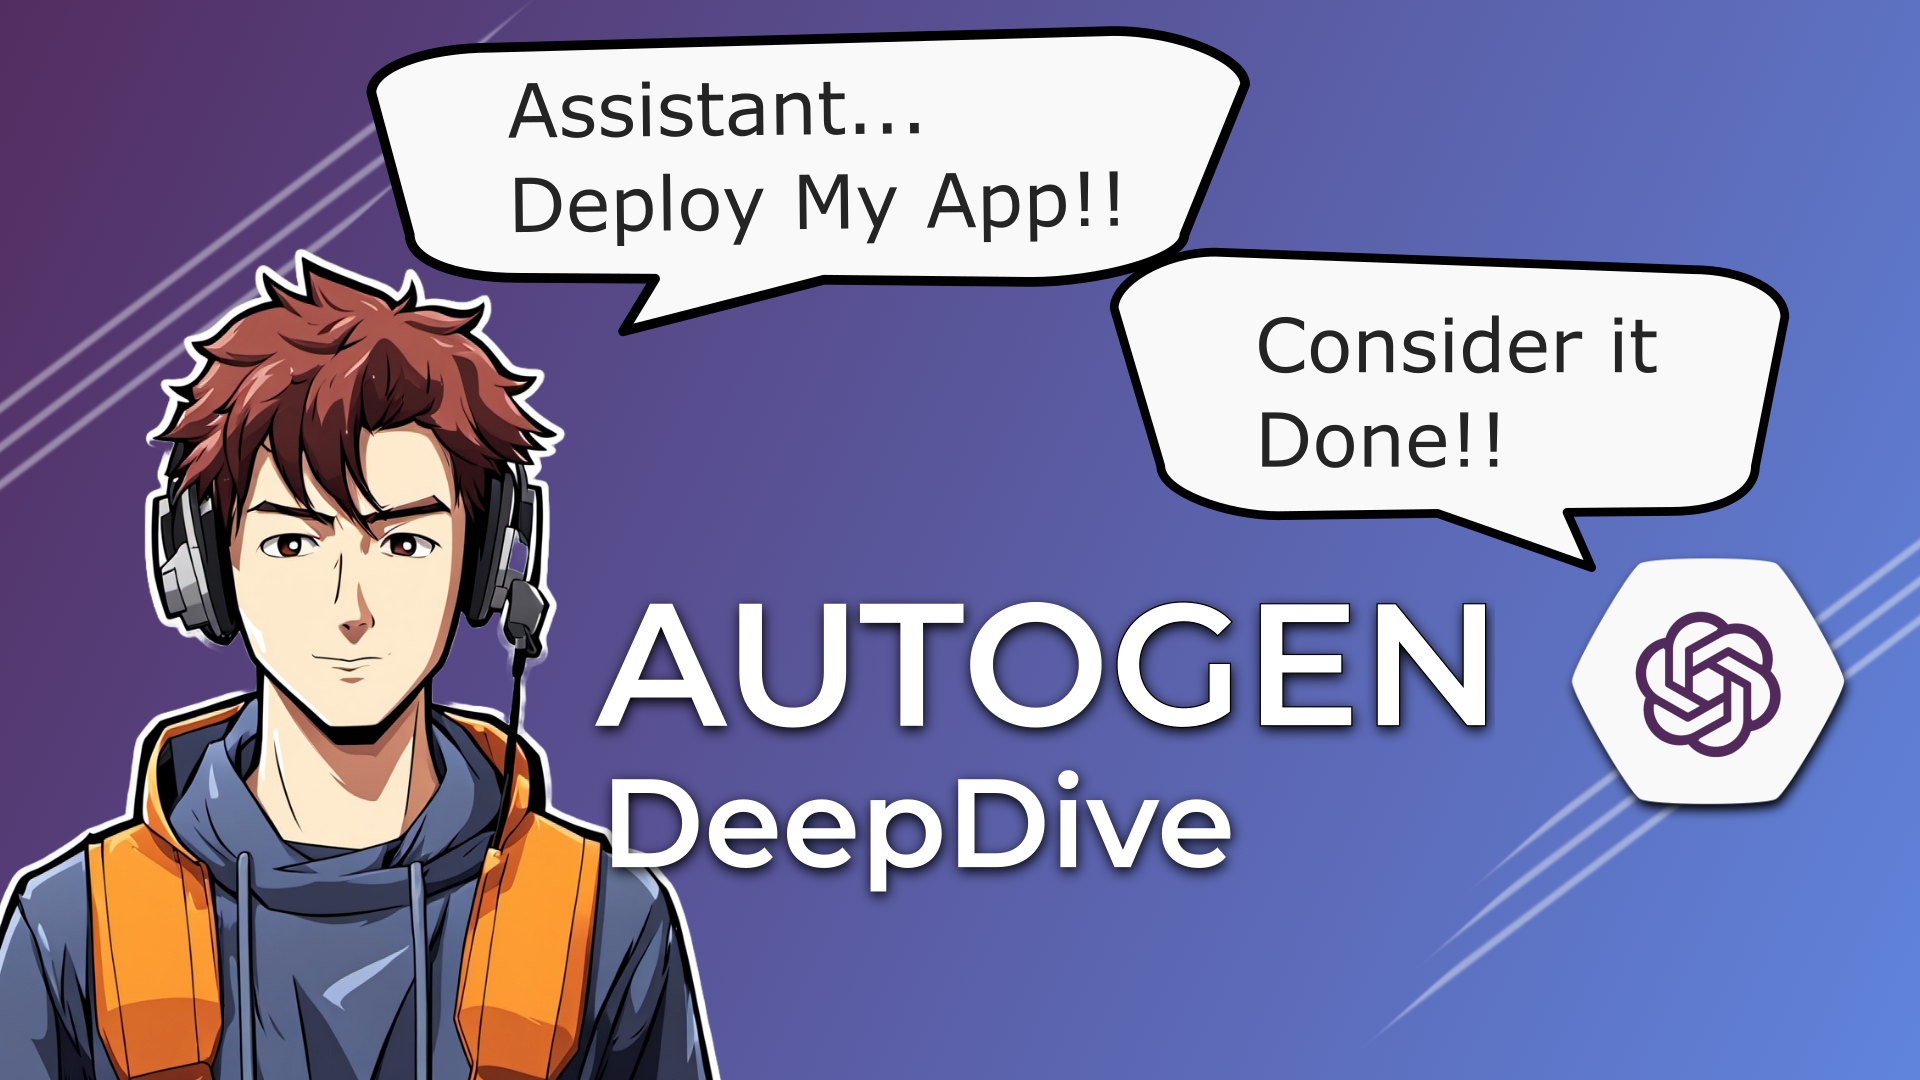 Assistant...
Deploy My App!!
Consider it
Done!!
AUTOGEN
DeepDive